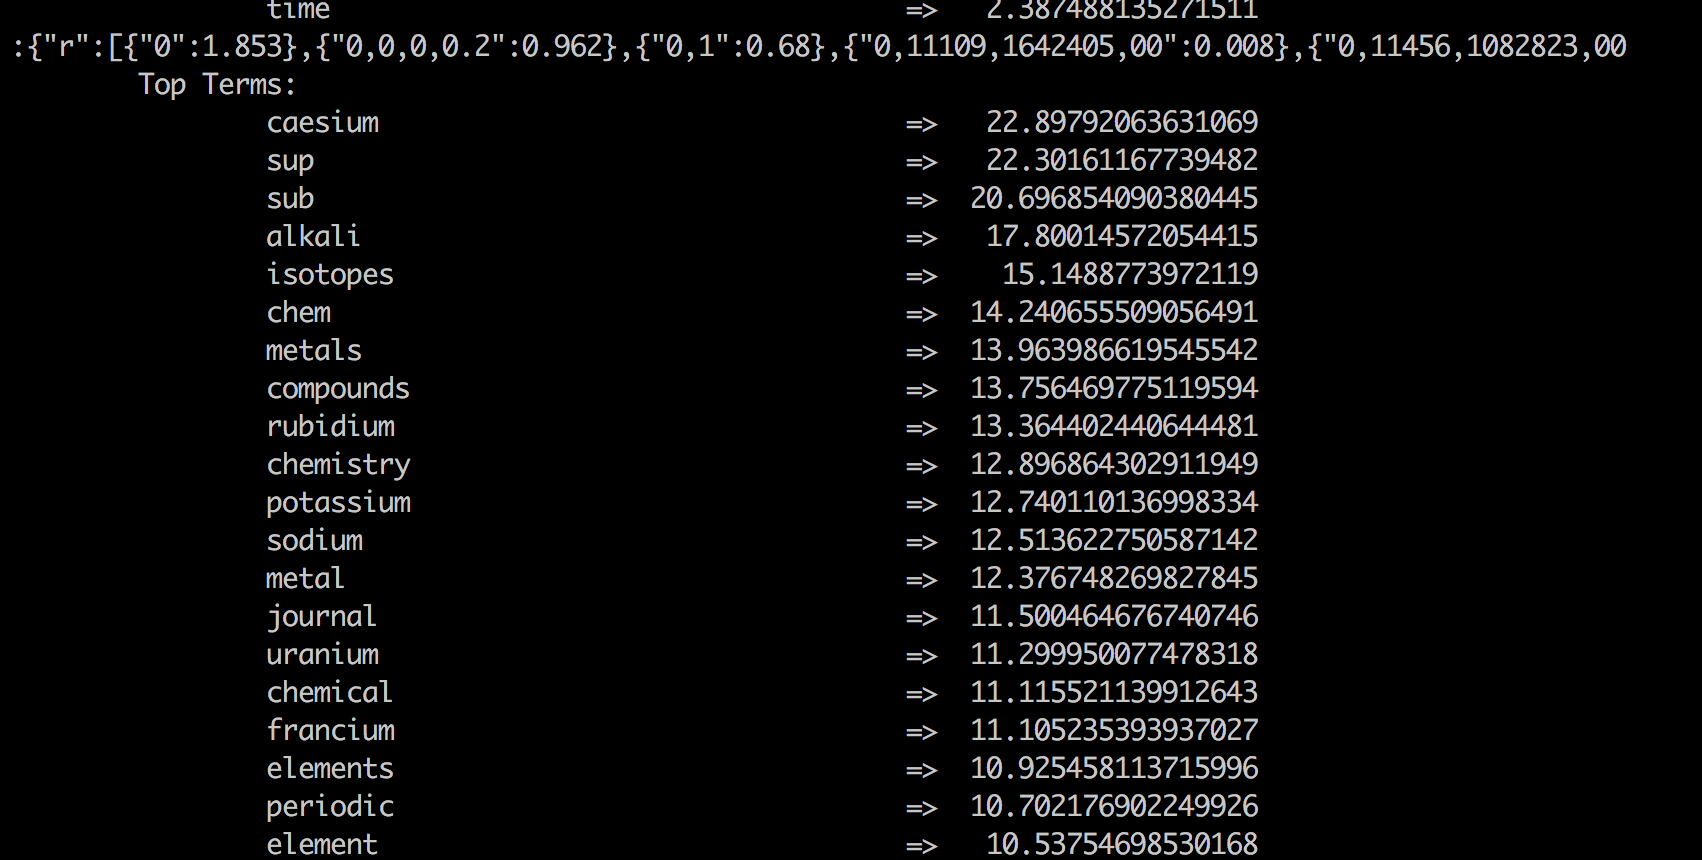 time => 2.387488135271511
:{"r":[{"0":1.853},{"0,0,0,0.2":0.962},{"0,1":0.68},{"0,11109,1642405,00":0.008},{"0,11456,1082823,00
Top Terms:
caesium => 22.89792063631069
sup => 22.30161167739482
sub => 20.696854090380445
alkali => 17.80014572054415
isotopes => 15.1488773972119
chem => 14.240655509056491
metals => 13.963986619545542
compounds => 13.756469775119594
rubidium => 13.364402440644481
chemistry => 12.896864302911949
potassium => 12.740110136998334
sodium => 12.513622750587142
metal => 12.376748269827845
journal => 11.500464676740746
uranium => 11.299950077478318
chemical => 11.115521139912643
francium => 11.105235393937027
elements => 10.925458113715996
periodic => 10.702176902249926
element => 10.53754698530168